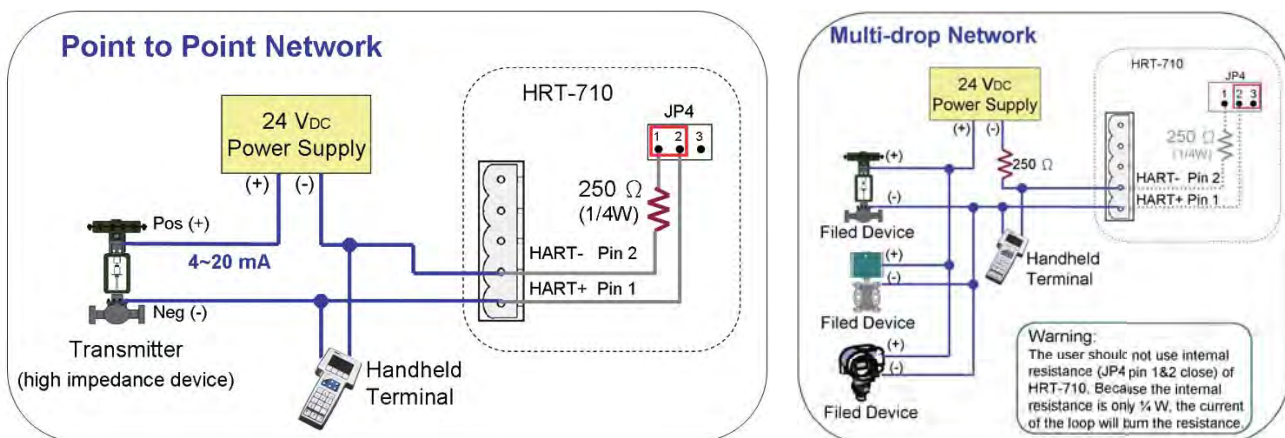 Point to Point Network
24 VDC
Power Supply
(+) (-)
Pos (+)
4~20 mA
Neg (-)
Transmitter
(high impedance device)
Handheld
Terminal
HRT-710
JP4
1 2 3
250 Ω
(1/4W)
HART- Pin 2
HART+ Pin 1
Multi-drop Network
24 VDC
Power Supply
(+) (-)
250 Ω
HRT-710
JP4
1 2 3
250 Ω
(1/4W)
HART- Pin 2
HART+ Pin 1
(+)
(-)
Filed Device
Handheld
Terminal
(+)
(-)
Filed Device
(+)
(-)
Filed Device
Warning:
The user should not use internal
resistance (JP4 pin 1&2 close) of
HRT-710. Because the internal
resistance is only ¼ W, the current
of the loop will burn the resistance.